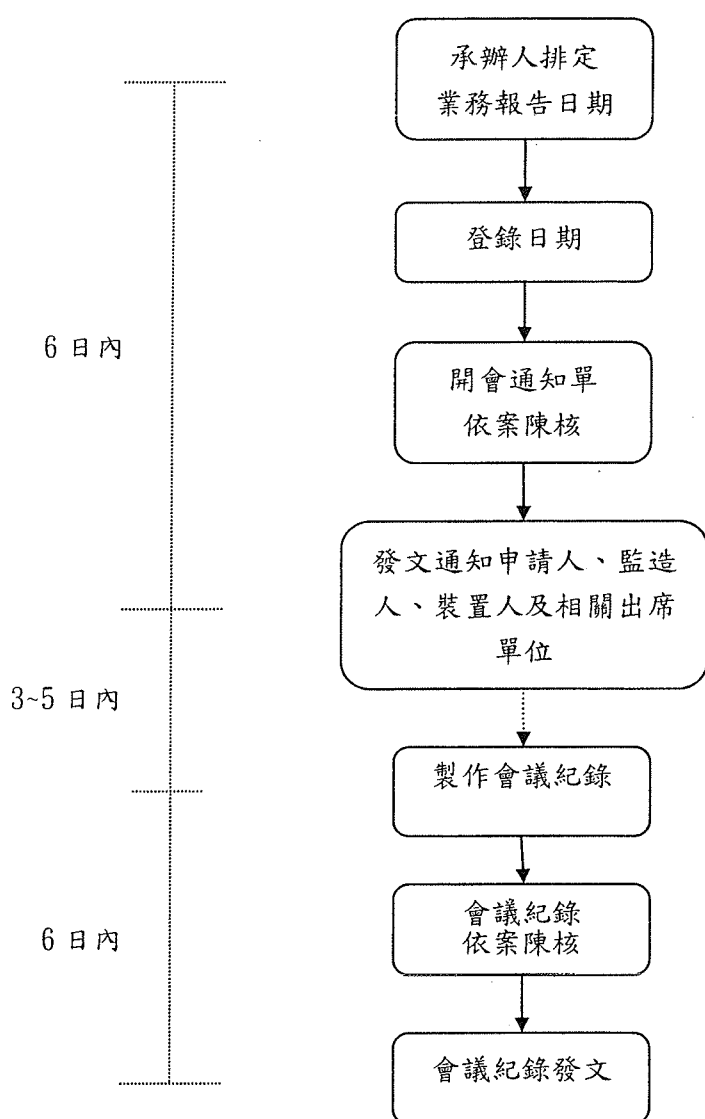 承辦人排定
業務報告日期
登錄日期
6 日內
開會通知單
依案陳核
發文通知申請人、監造
人、裝置人及相關出席
單位
3~5 日內
製作會議紀錄
會議紀錄
依案陳核
6 日內
會議紀錄發文